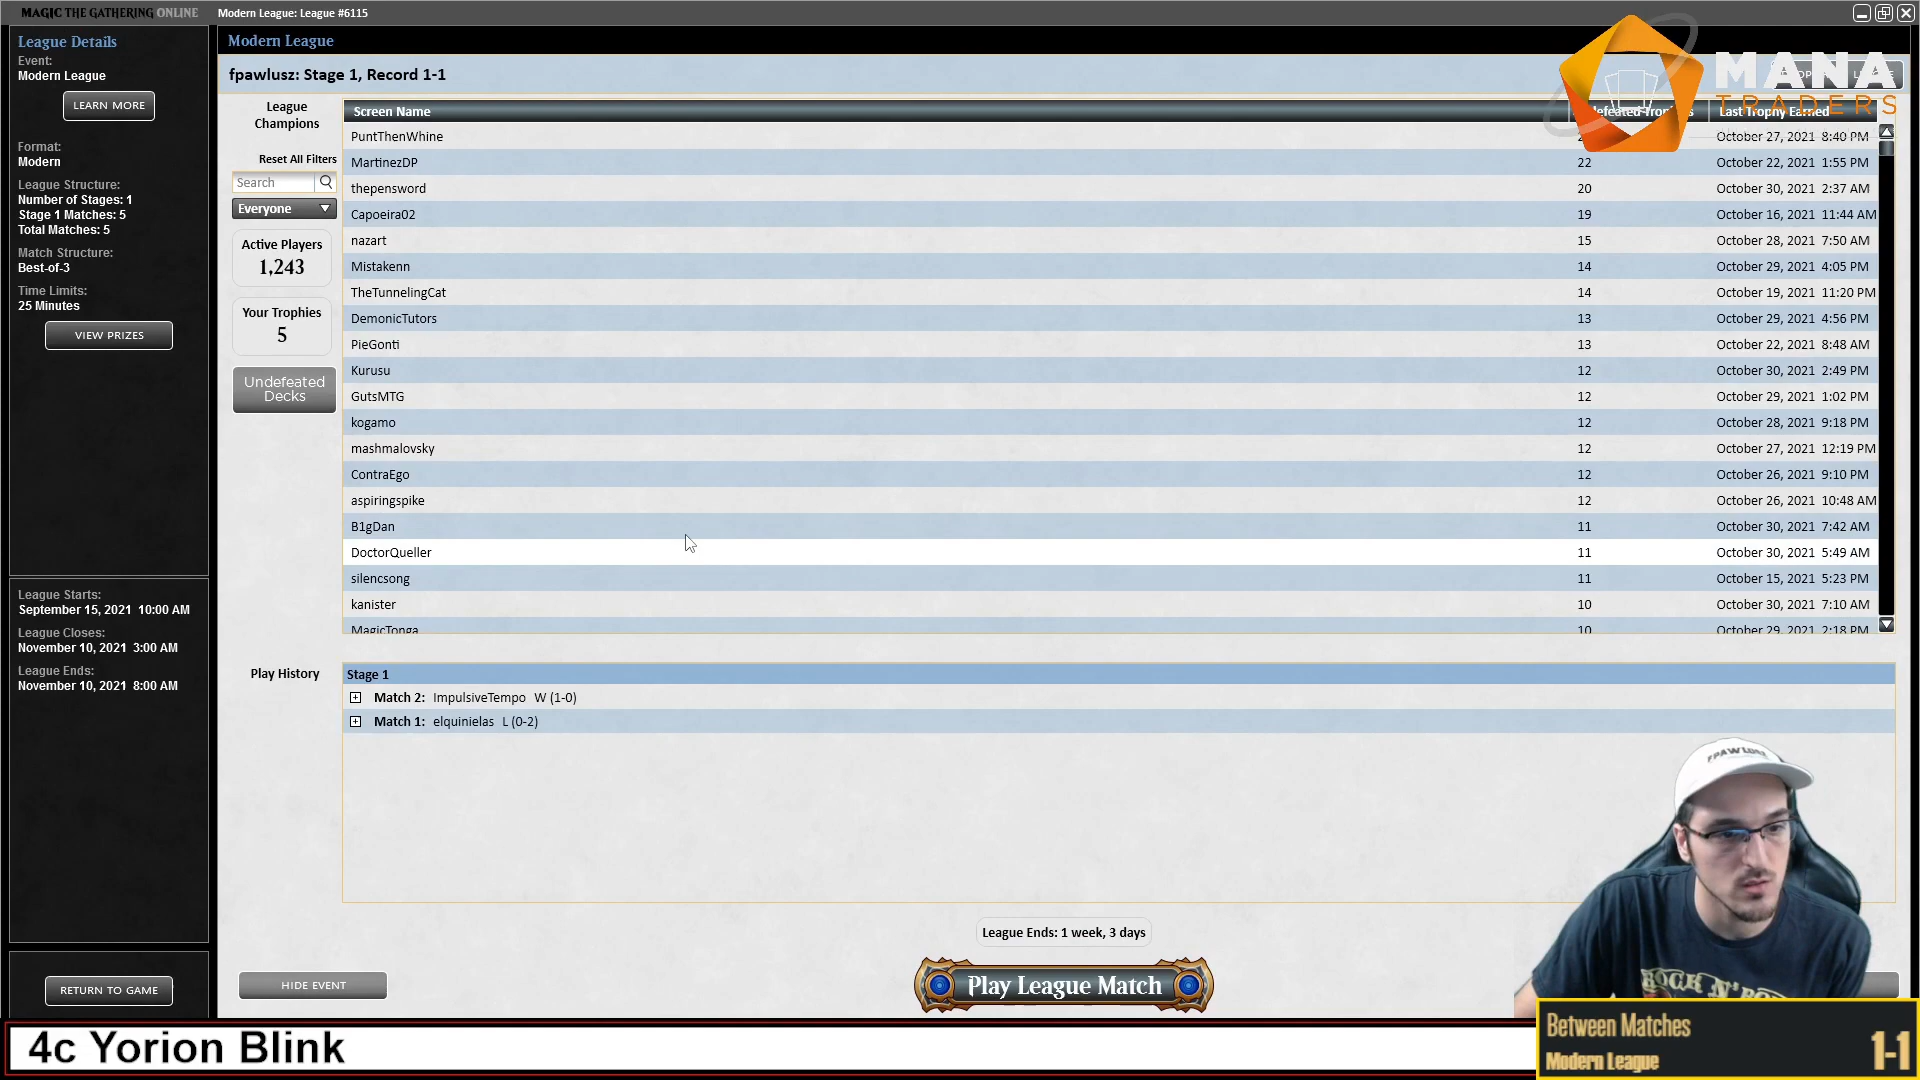 MAGIC THE GATHERING ONLINE
Modern League: League #6115
League Details
Event:
Modern League
LEARN MORE
Format:
Modern
League Structure:
Number of Stages: 1
Stage 1 Matches: 5
Total Matches: 5
Match Structure:
Best-of-3
Time Limits:
25 Minutes
VIEW PRIZES
League Starts:
September 15, 2021 10:00 AM
League Closes:
November 10, 2021 3:00 AM
League Ends:
November 10, 2021 8:00 AM
RETURN TO GAME
Modern League
fpawlusz: Stage 1, Record 1-1
MANA
TRADERS
League
Champions
Reset All Filters
Search
Everyone
Active Players
1,243
Your Trophies
5
Undefeated
Decks
Screen Name Last Trophy Earned
PuntThenWhine October 27, 2021 8:40 PM
MartinezDP 22 October 22, 2021 1:55 PM
thepensword 20 October 30, 2021 2:37 AM
Capoeira02 19 October 16, 2021 11:44 AM
nazart 15 October 28, 2021 7:50 AM
Mistakenn 14 October 29, 2021 4:05 PM
TheTunnelingCat 14 October 19, 2021 11:20 PM
DemonicTutors 13 October 29, 2021 4:56 PM
PieGonti 13 October 22, 2021 8:48 AM
Kurusu 12 October 30, 2021 2:49 PM
GutsMTG 12 October 29, 2021 1:02 PM
kogamo 12 October 28, 2021 9:18 PM
mashmalovsky 12 October 27, 2021 12:19 PM
ContraEgo 12 October 26, 2021 9:10 PM
aspiringspike 12 October 26, 2021 10:48 AM
B1gDan 11 October 30, 2021 7:42 AM
DoctorQueller 11 October 30, 2021 5:49 AM
silencsong 11 October 15, 2021 5:23 PM
kanister 10 October 30, 2021 7:10 AM
MagicTonga 10 October 29, 2021 2:18 PM
Play History
Stage 1
Match 2: ImpulsiveTempo W (1-0)
Match 1: elquinielas L (0-2)
League Ends: 1 week, 3 days
HIDE EVENT
Play League Match
FPAWLUSZ
ROCK N' ROLL
4c Yorion Blink
Between Matches
Modern League
1-1